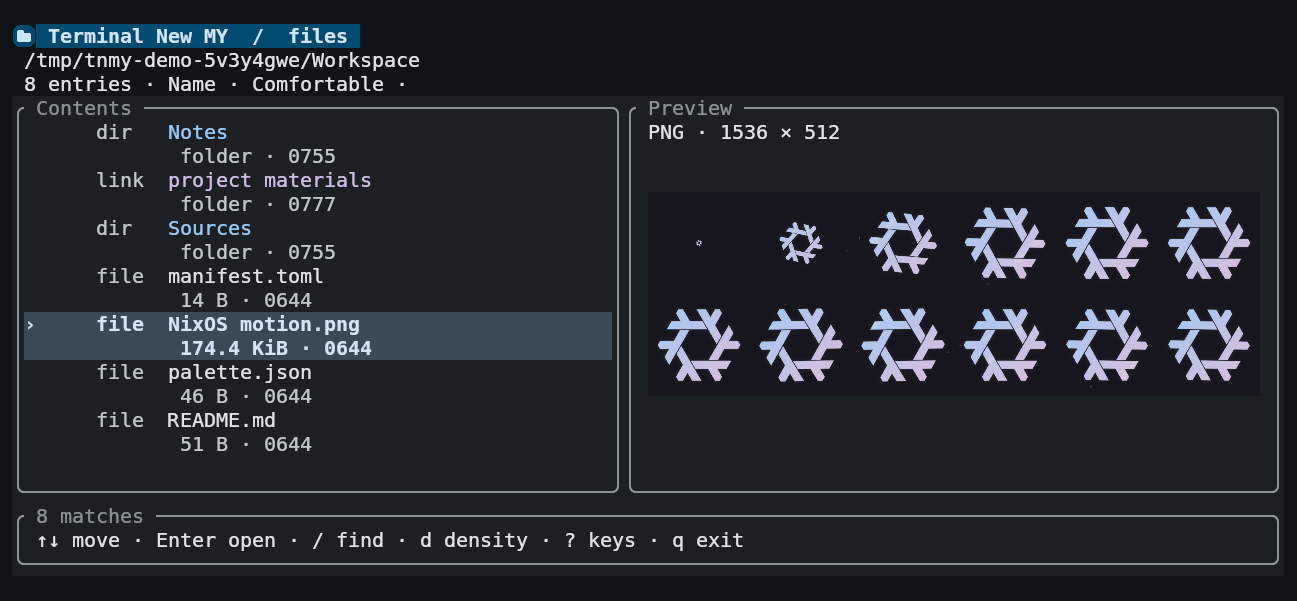 Terminal New MY / files
/tmp/tnmy-demo-5v3y4gwe/Workspace
8 entries · Name · Comfortable ·
Contents
dir Notes
folder · 0755
link project materials
folder · 0777
dir Sources
folder · 0755
file manifest.toml
14 B · 0644
› file NixOS motion.png
174.4 KiB · 0644
file palette.json
46 B · 0644
file README.md
51 B · 0644
Preview
PNG · 1536 × 512
8 matches
↑↓ move · Enter open · / find · d density · ? keys · q exit